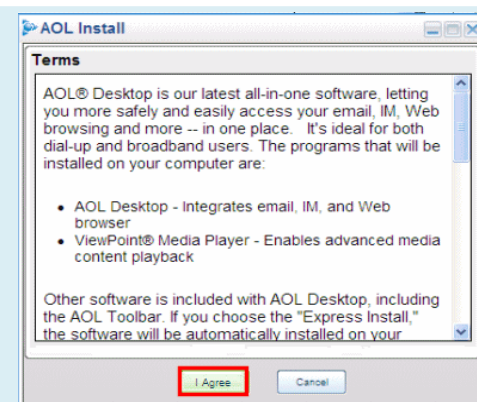 AOL Install
Terms
AOL® Desktop is our latest all-in-one software, letting
you more safely and easily access your email, IM, Web
browsing and more -- in one place. It's ideal for both
dial-up and broadband users. The programs that will be
installed on your computer are:
• AOL Desktop - Integrates email, IM, and Web
browser
• ViewPoint® Media Player - Enables advanced media
content playback
Other software is included with AOL Desktop, including
the AOL Toolbar. If you choose the "Express Install,"
the software will be automatically installed on your
I Agree
Cancel